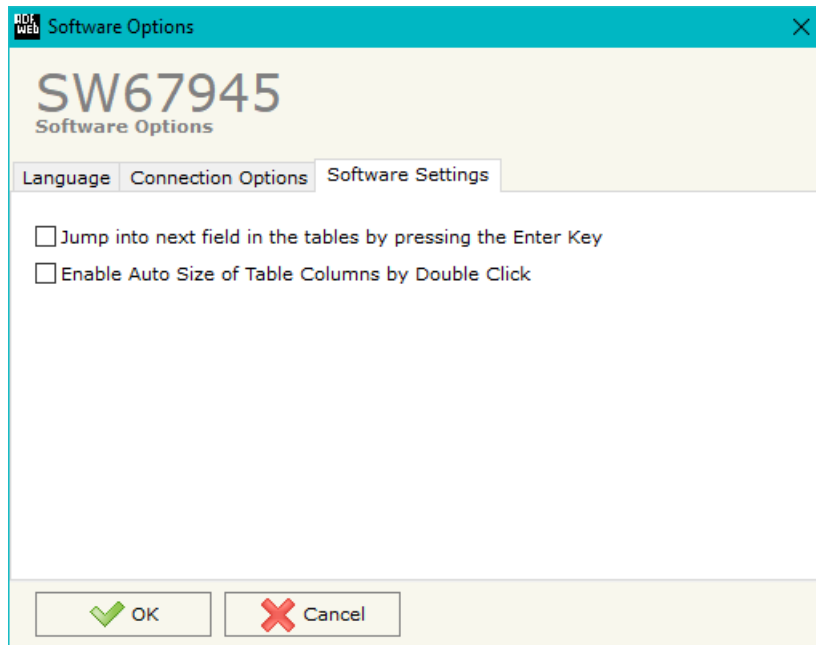 ADF
WEB
Software Options
SW67945
Software Options
Language Connection Options Software Settings
Jump into next field in the tables by pressing the Enter Key
Enable Auto Size of Table Columns by Double Click
OK Cancel